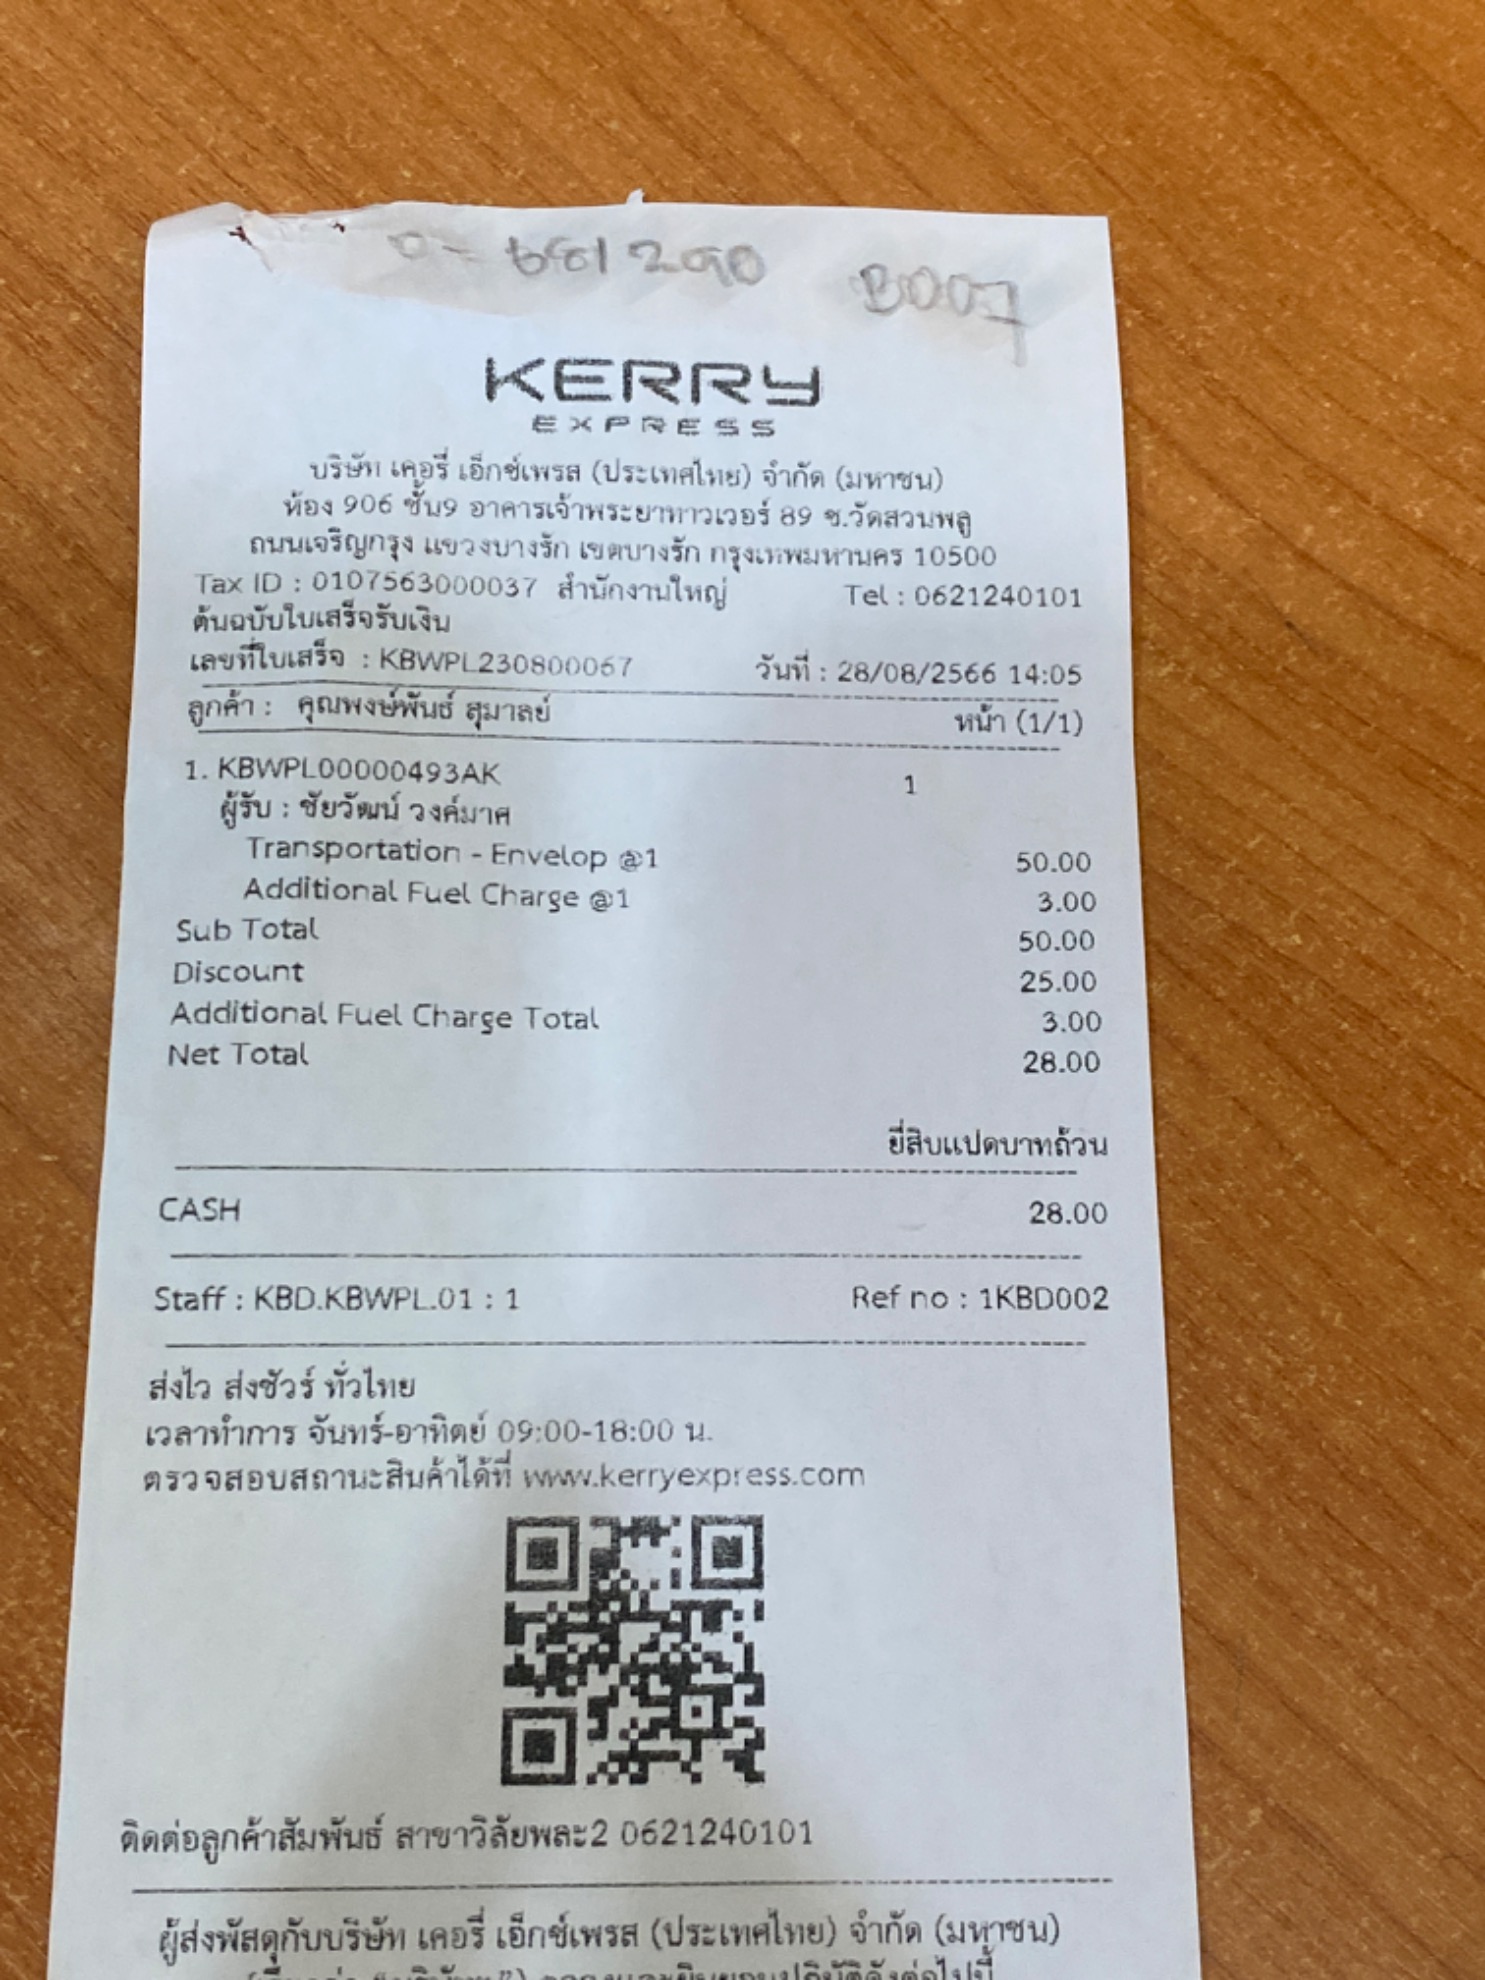 B007
KERRY
EXPRESS
บริษัท เคอรี่ เอ็กซ์เพรส (ประเทศไทย) จำกัด (มหาชน)
ห้อง 906 ชั้น9 อาคารเจ้าพระยาทาวเวอร์ 89 ซ.วัดสวนพลู
ถนนเจริญกรุง แขวงบางรัก เขตบางรัก กรุงเทพมหานคร 10500
Tax ID : 0107563000037 สำนักงานใหญ่ Tel : 0621240101
ต้นฉบับใบเสร็จรับเงิน
เลขที่ใบเสร็จ : KBWPL230800067 วันที่ : 28/08/2566 14:05
ลูกค้า : คุณพงษ์พันธ์ สุมาลย์ หน้า (1/1)
1. KBWPL00000493AK 1
ผู้รับ : ชัยวัฒน์ วงค์มาศ
Transportation - Envelop @1 50.00
Additional Fuel Charge @1 3.00
Sub Total 50.00
Discount 25.00
Additional Fuel Charge Total 3.00
Net Total 28.00
ยี่สิบแปดบาทถ้วน
CASH 28.00
Staff : KBD.KBWPL.01 : 1 Ref no : 1KBD002
ส่งไว ส่งชัวร์ ทั่วไทย
เวลาทำการ จันทร์-อาทิตย์ 09:00-18:00 น.
ตรวจสอบสถานะสินค้าได้ที่ www.kerryexpress.com
ติดต่อลูกค้าสัมพันธ์ สาขาวิลัยพละ2 0621240101
ผู้ส่งพัสดุกับบริษัท เคอรี่ เอ็กซ์เพรส (ประเทศไทย) จำกัด (มหาชน)